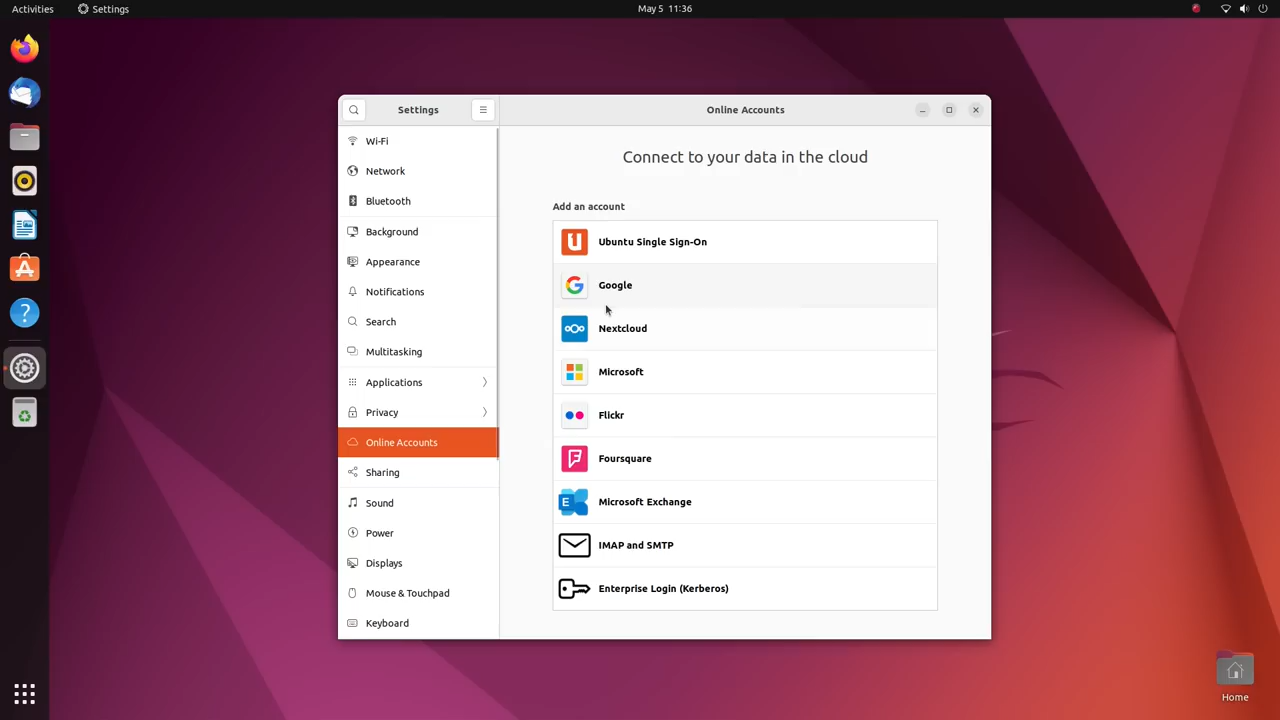 Activities
Settings
May 5 11:36
Settings
Online Accounts
Wi-Fi
Network
Bluetooth
Background
Appearance
Notifications
Search
Multitasking
Applications
Privacy
Online Accounts
Sharing
Sound
Power
Displays
Mouse & Touchpad
Keyboard
Connect to your data in the cloud
Add an account
Ubuntu Single Sign-On
Google
Nextcloud
Microsoft
Flickr
Foursquare
Microsoft Exchange
IMAP and SMTP
Enterprise Login (Kerberos)
Home